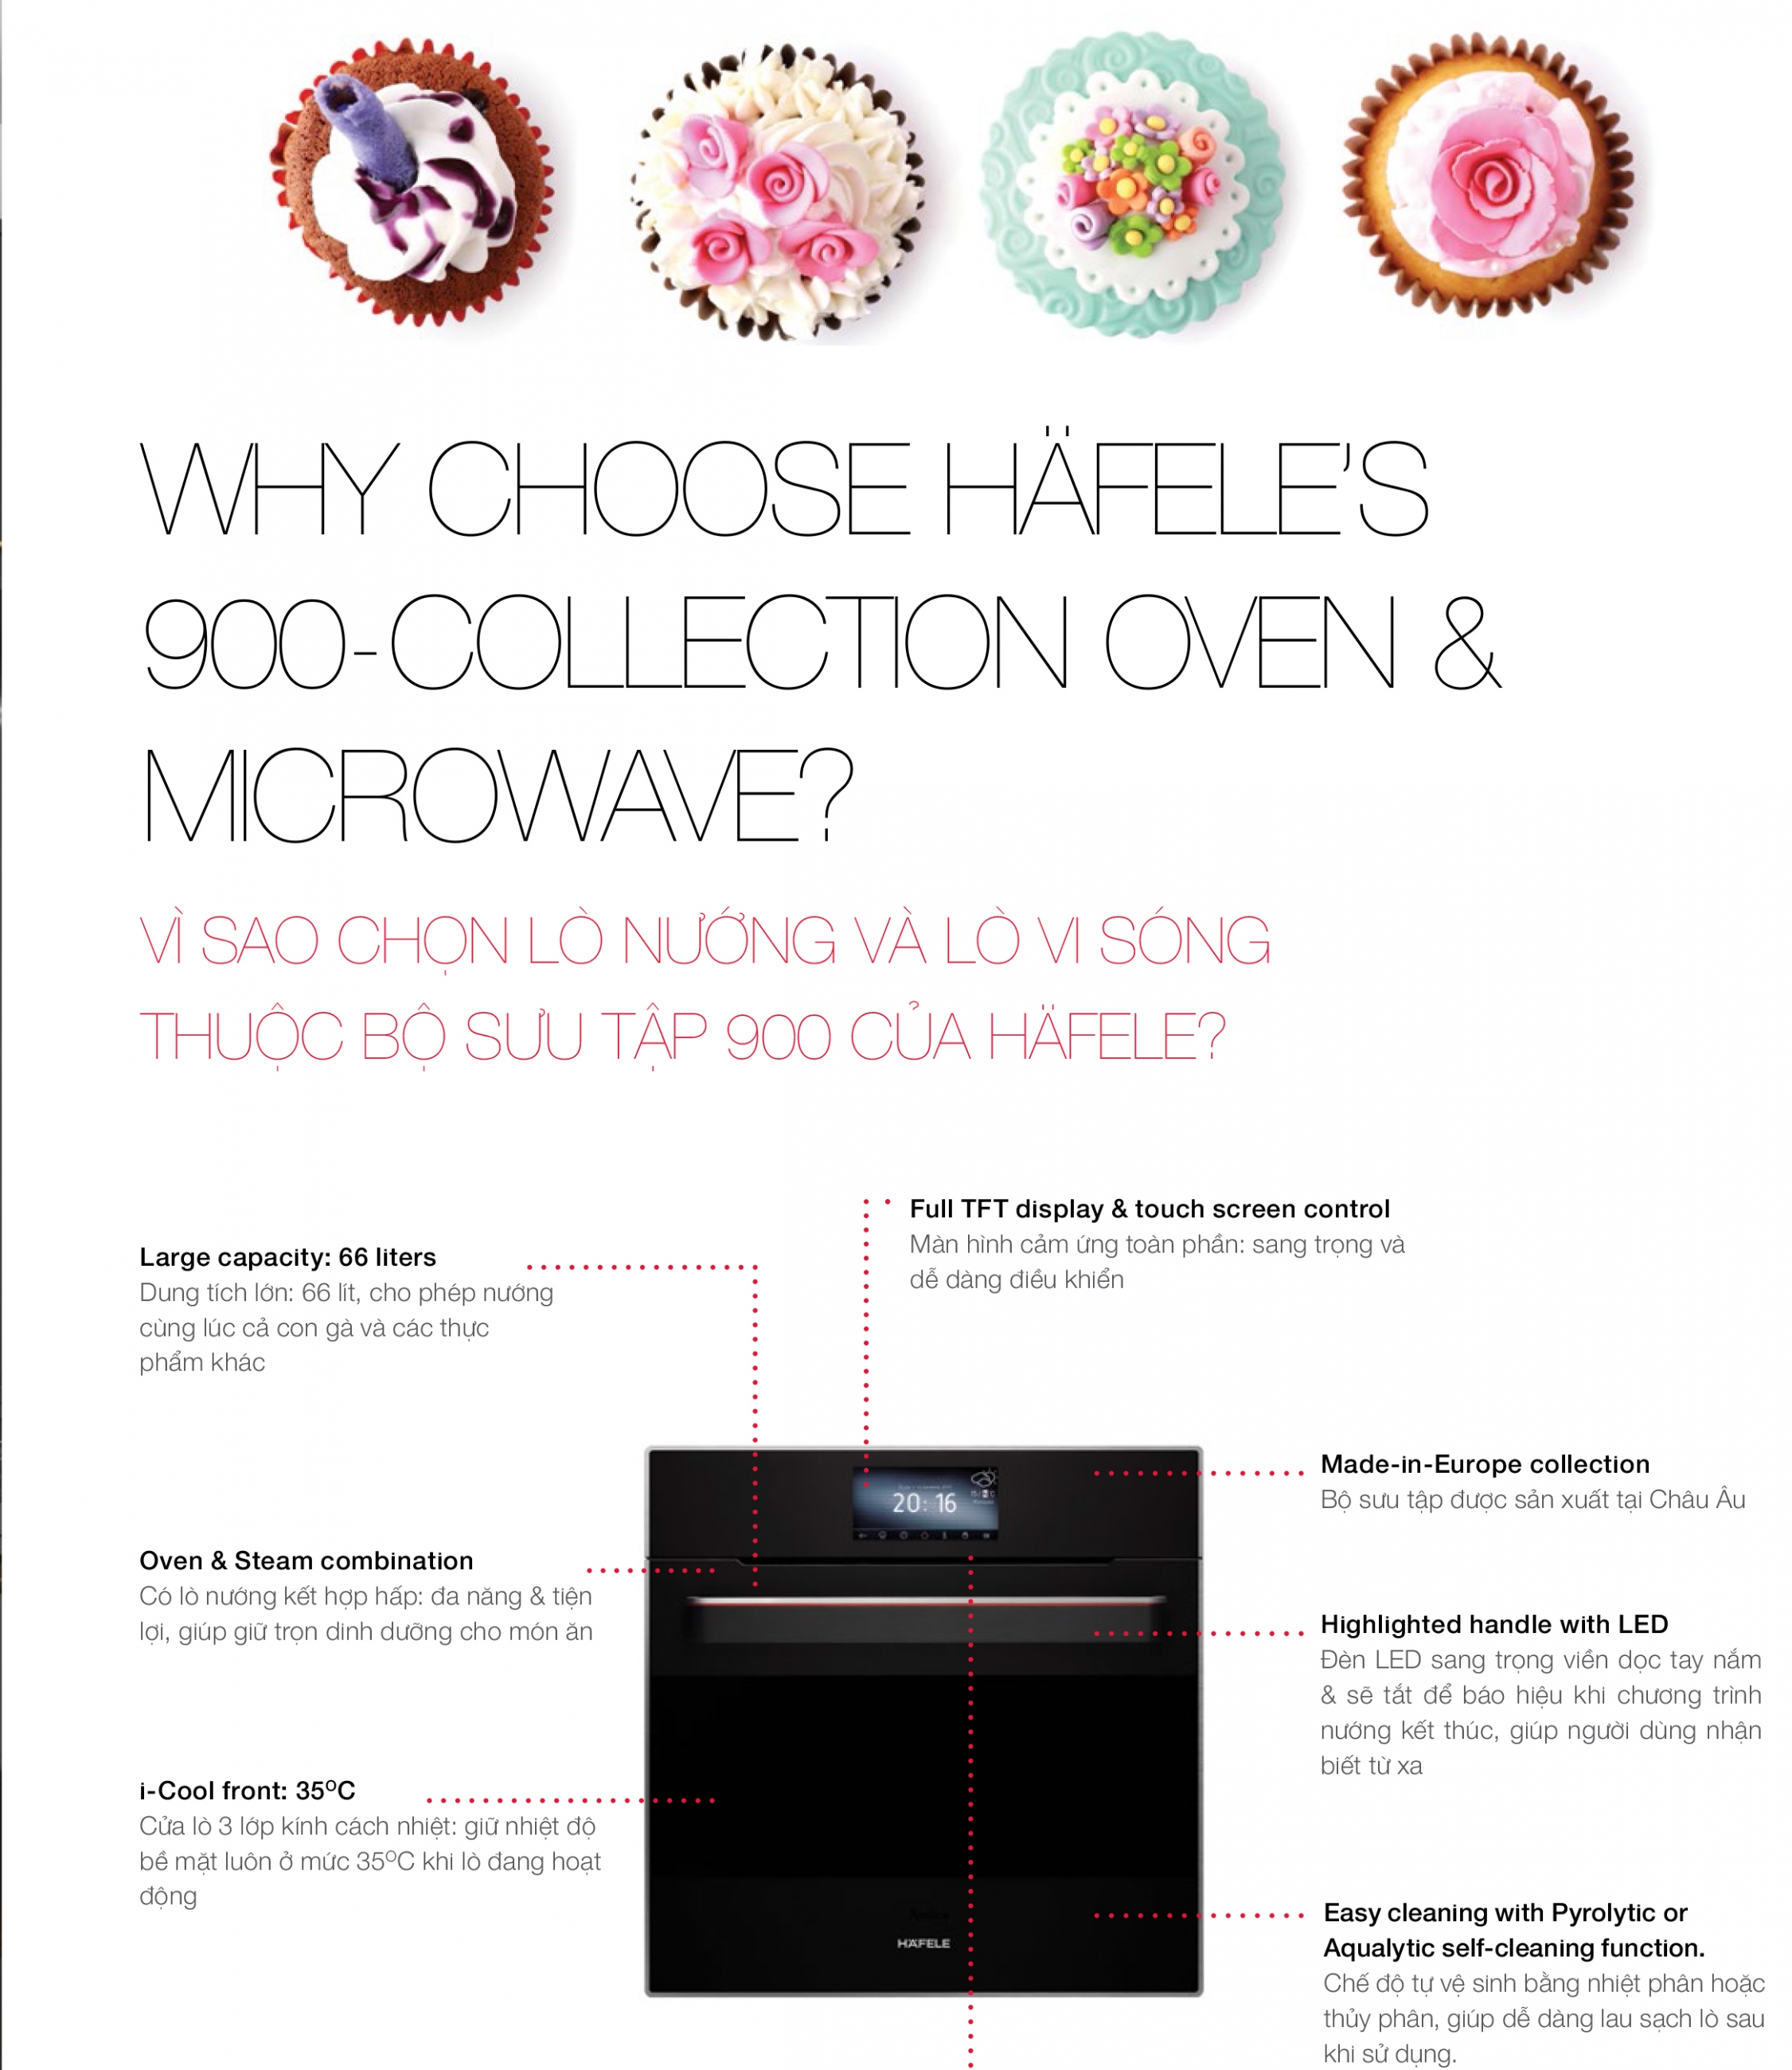 WHY CHOOSE HÄFELE'S
900-COLLECTION OVEN &
MICROWAVE?
VÌ SAO CHỌN LÒ NƯỚNG VÀ LÒ VI SÓNG
THUỘC BỘ SƯU TẬP 900 CỦA HÄFELE?
Full TFT display & touch screen control
Màn hình cảm ứng toàn phần: sang trọng và
dễ dàng điều khiển
Large capacity: 66 liters
Dung tích lớn: 66 lít, cho phép nướng
cùng lúc cả con gà và các thực
phẩm khác
Made-in-Europe collection
Bộ sưu tập được sản xuất tại Châu Âu
20:16
Oven & Steam combination
Có lò nướng kết hợp hấp: đa năng & tiện
lợi, giúp giữ trọn dinh dưỡng cho món ăn
Highlighted handle with LED
Đèn LED sang trọng viền dọc tay nắm
& sẽ tắt để báo hiệu khi chương trình
nướng kết thúc, giúp người dùng nhận
biết từ xa
i-Cool front: 35ºC
Cửa lò 3 lớp kính cách nhiệt: giữ nhiệt độ
bề mặt luôn ở mức 35ºC khi lò đang hoạt
động
Easy cleaning with Pyrolytic or
Aqualytic self-cleaning function.
Chế độ tự vệ sinh bằng nhiệt phân hoặc
thủy phân, giúp dễ dàng lau sạch lò sau
khi sử dụng.
HÄFELE